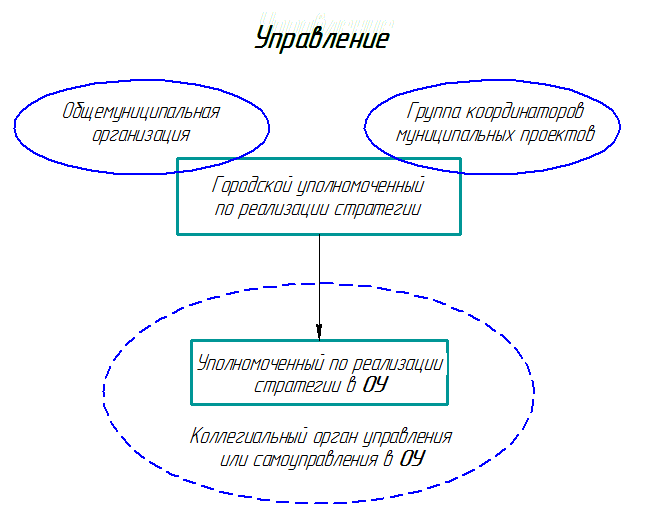 Управление
Общемуниципальная
организация
Группа координаторов
муниципальных проектов
Городской уполномоченный
по реализации стратегии
Уполномоченный по реализации
стратегии в ОУ
Коллегиальный орган управления
или самоуправления в ОУ